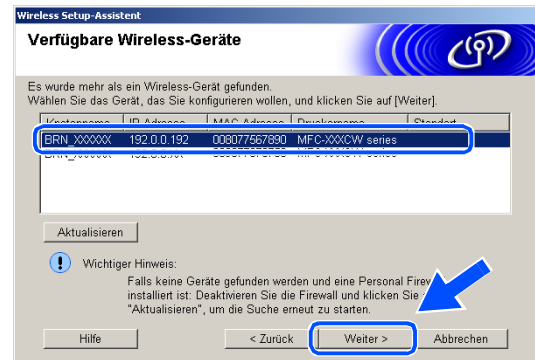 Wireless Setup-Assistent
Verfügbare Wireless-Geräte
Es wurde mehr als ein Wireless-Gerät gefunden.
Wählen Sie das Gerät, das Sie konfigurieren wollen, und klicken Sie auf [Weiter].
Knotenname IP-Adresse MAC-Adresse Druckername Standort
BRN_XXXXXX 192.0.0.192 008077567890 MFC-XXXCW series
Aktualisieren
Wichtiger Hinweis:
Falls keine Geräte gefunden werden und eine Personal
installiert ist: Deaktivieren Sie die Firewall und klicken Sie
"Aktualisieren", um die Suche erneut zu starten.
Hilfe < Zurück Weiter > Abbrechen